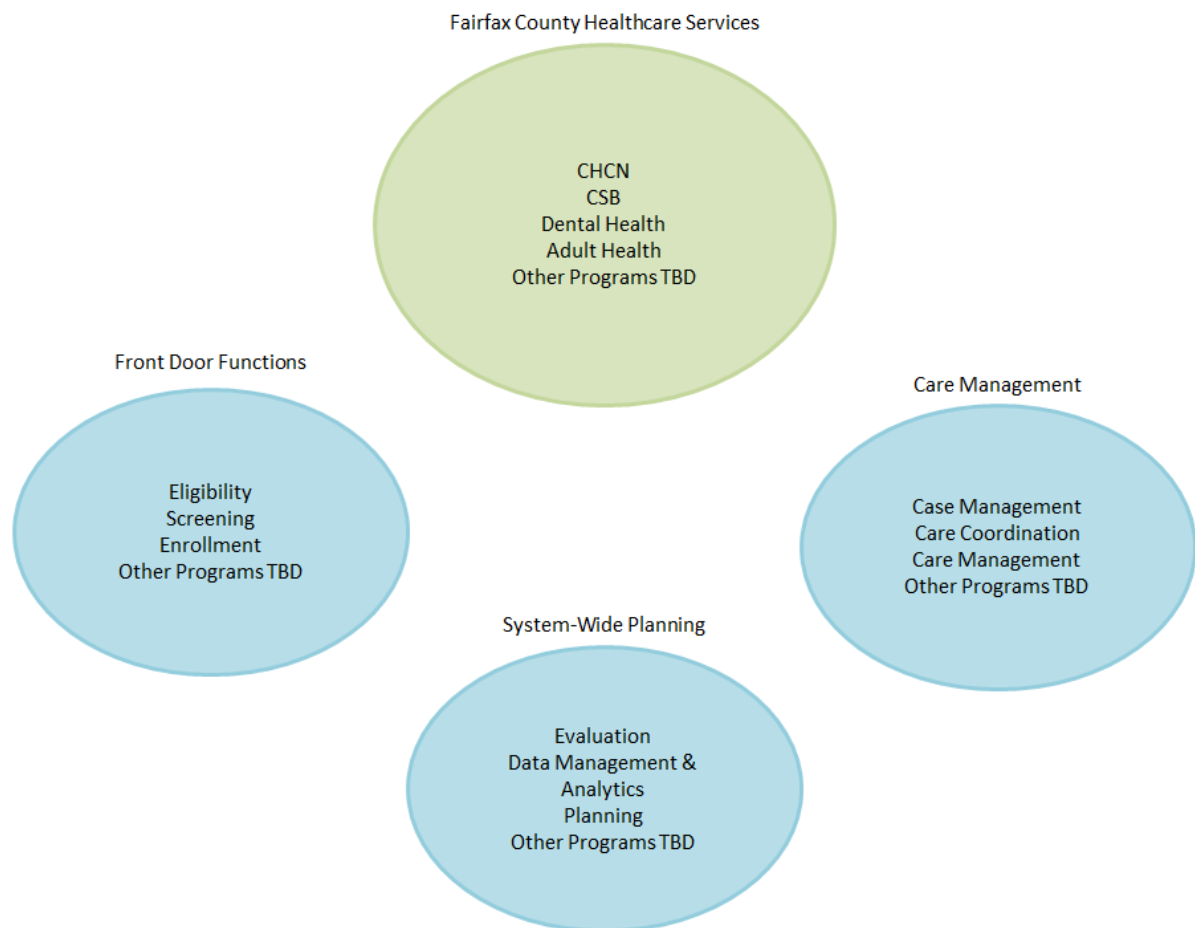 Fairfax County Healthcare Services
CHCN
CSB
Dental Health
Adult Health
Other Programs TBD
Front Door Functions
Eligibility
Screening
Enrollment
Other Programs TBD
Care Management
Case Management
Care Coordination
Care Management
Other Programs TBD
System-Wide Planning
Evaluation
Data Management &
Analytics
Planning
Other Programs TBD